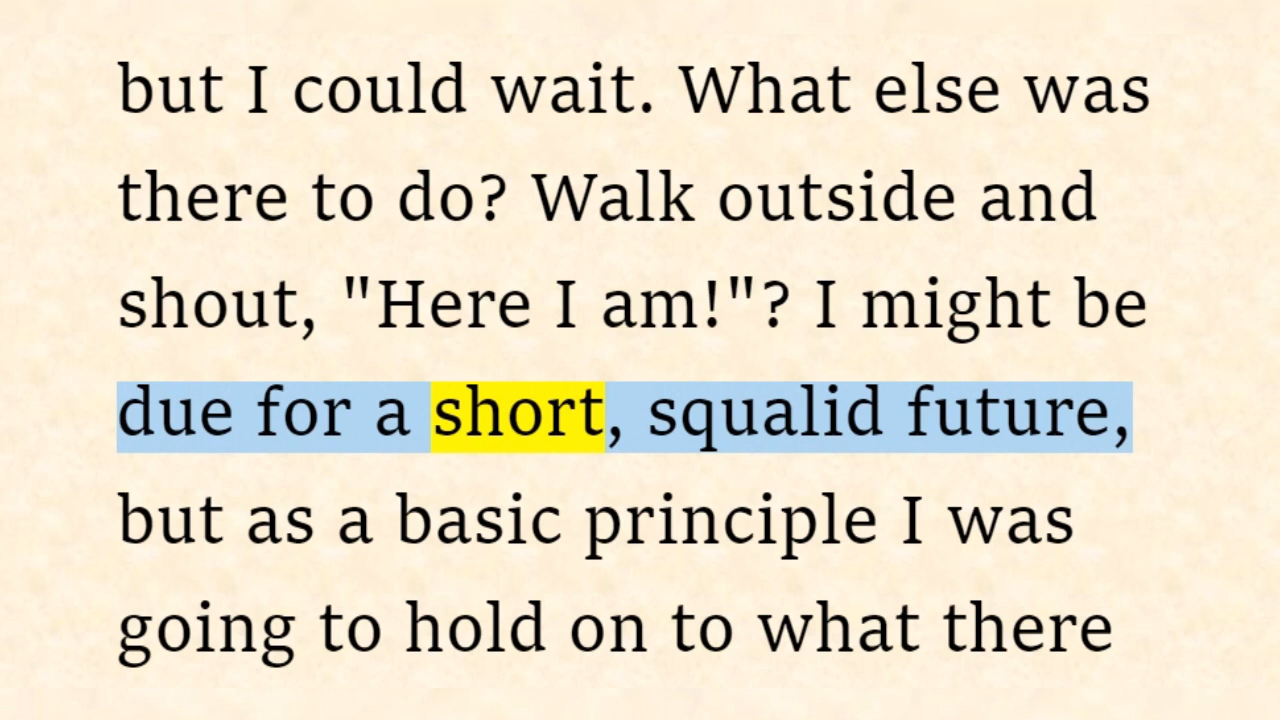 but I could wait. What else was
there to do? Walk outside and
shout, "Here I am!"? I might be
due for a short, squalid future,
but as a basic principle I was
going to hold on to what there